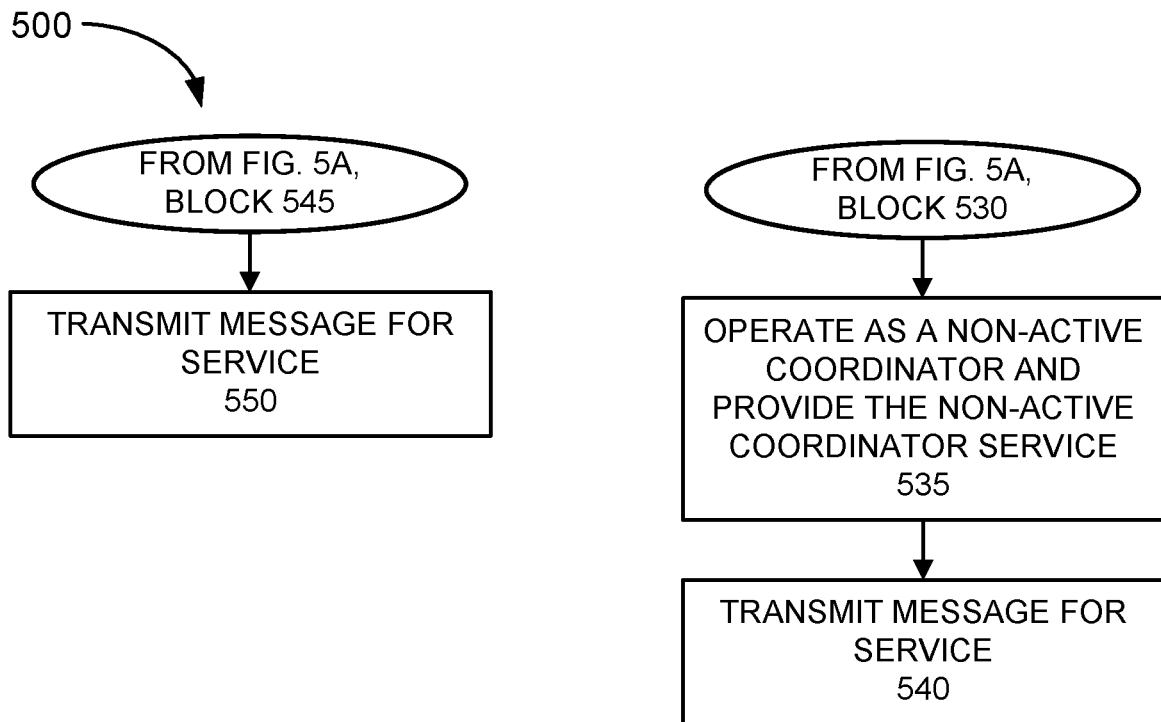 500
FROM FIG. 5A,
BLOCK 545
TRANSMIT MESSAGE FOR
SERVICE
550
FROM FIG. 5A,
BLOCK 530
OPERATE AS A NON-ACTIVE
COORDINATOR AND
PROVIDE THE NON-ACTIVE
COORDINATOR SERVICE
535
TRANSMIT MESSAGE FOR
SERVICE
540